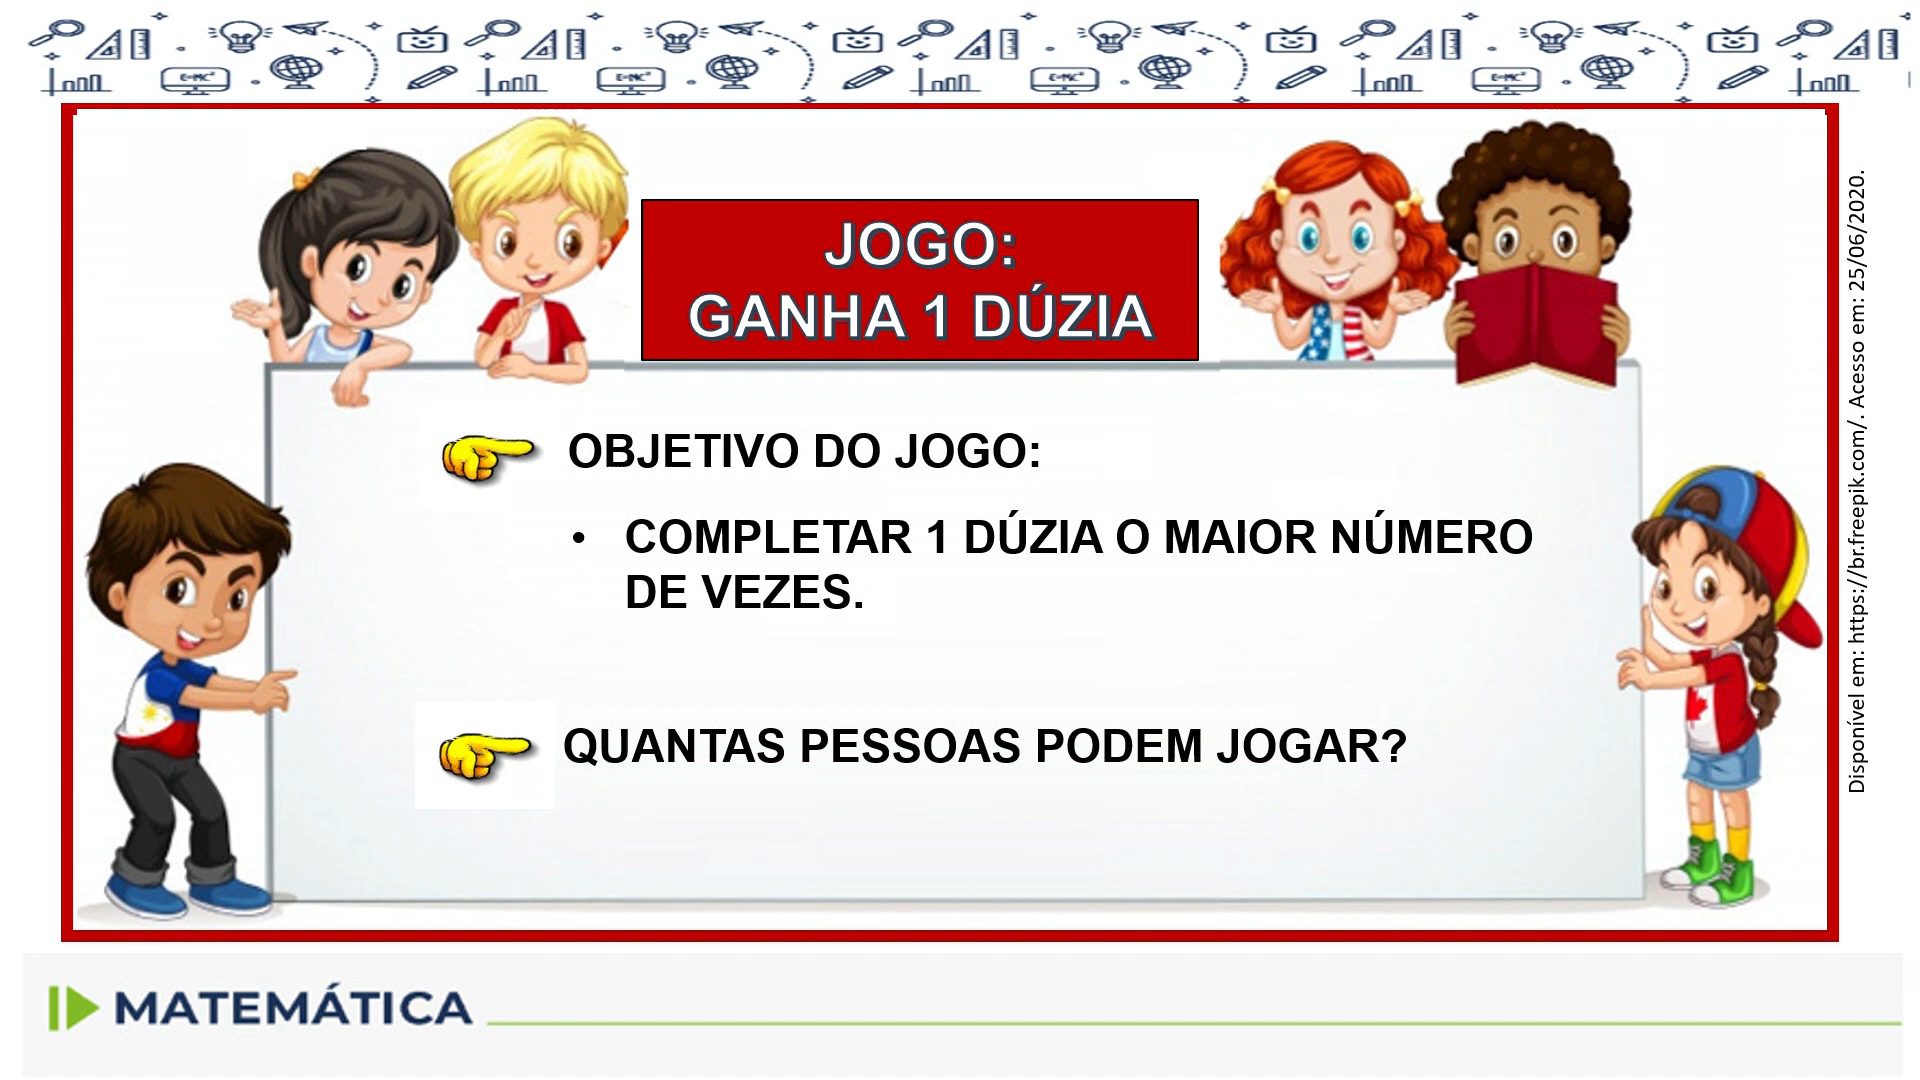 JOGO:
GANHA 1 DÚZIA
OBJETIVO DO JOGO:
• COMPLETAR 1 DÚZIA O MAIOR NÚMERO
DE VEZES.
QUANTAS PESSOAS PODEM JOGAR?
Disponível em: https://br.freepik.com/. Acesso em: 25/06/2020.
MATEMÁTICA